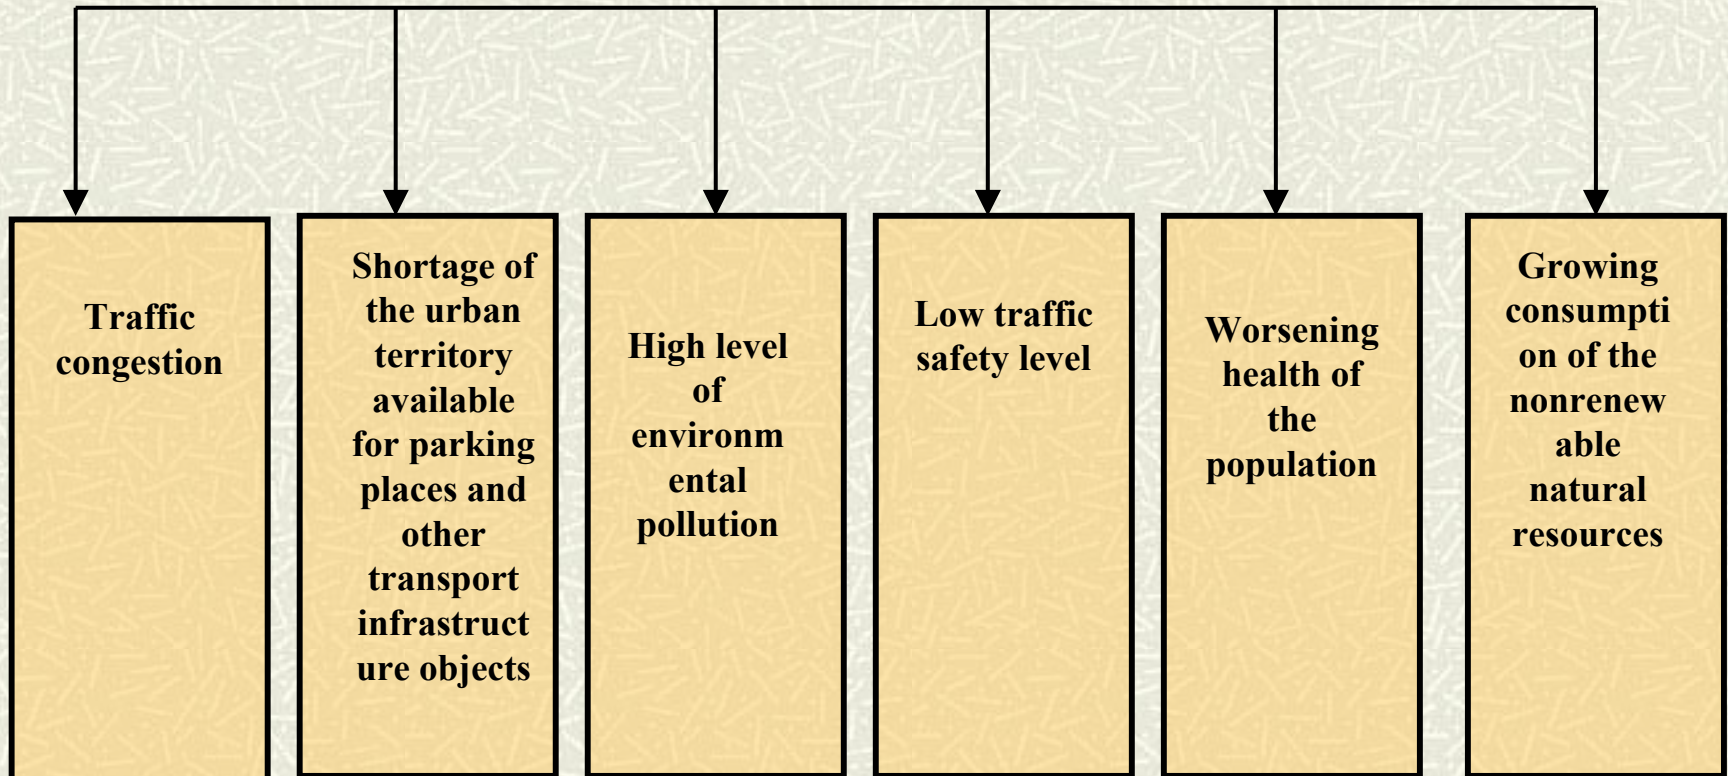 Traffic
congestion
Shortage of
the urban
territory
available
for parking
places and
other
transport
infrastruct
ure objects
High level
of
environm
ental
pollution
Low traffic
safety level
Worsening
health of
the
population
Growing
consumpti
on of the
nonrenew
able
natural
resources